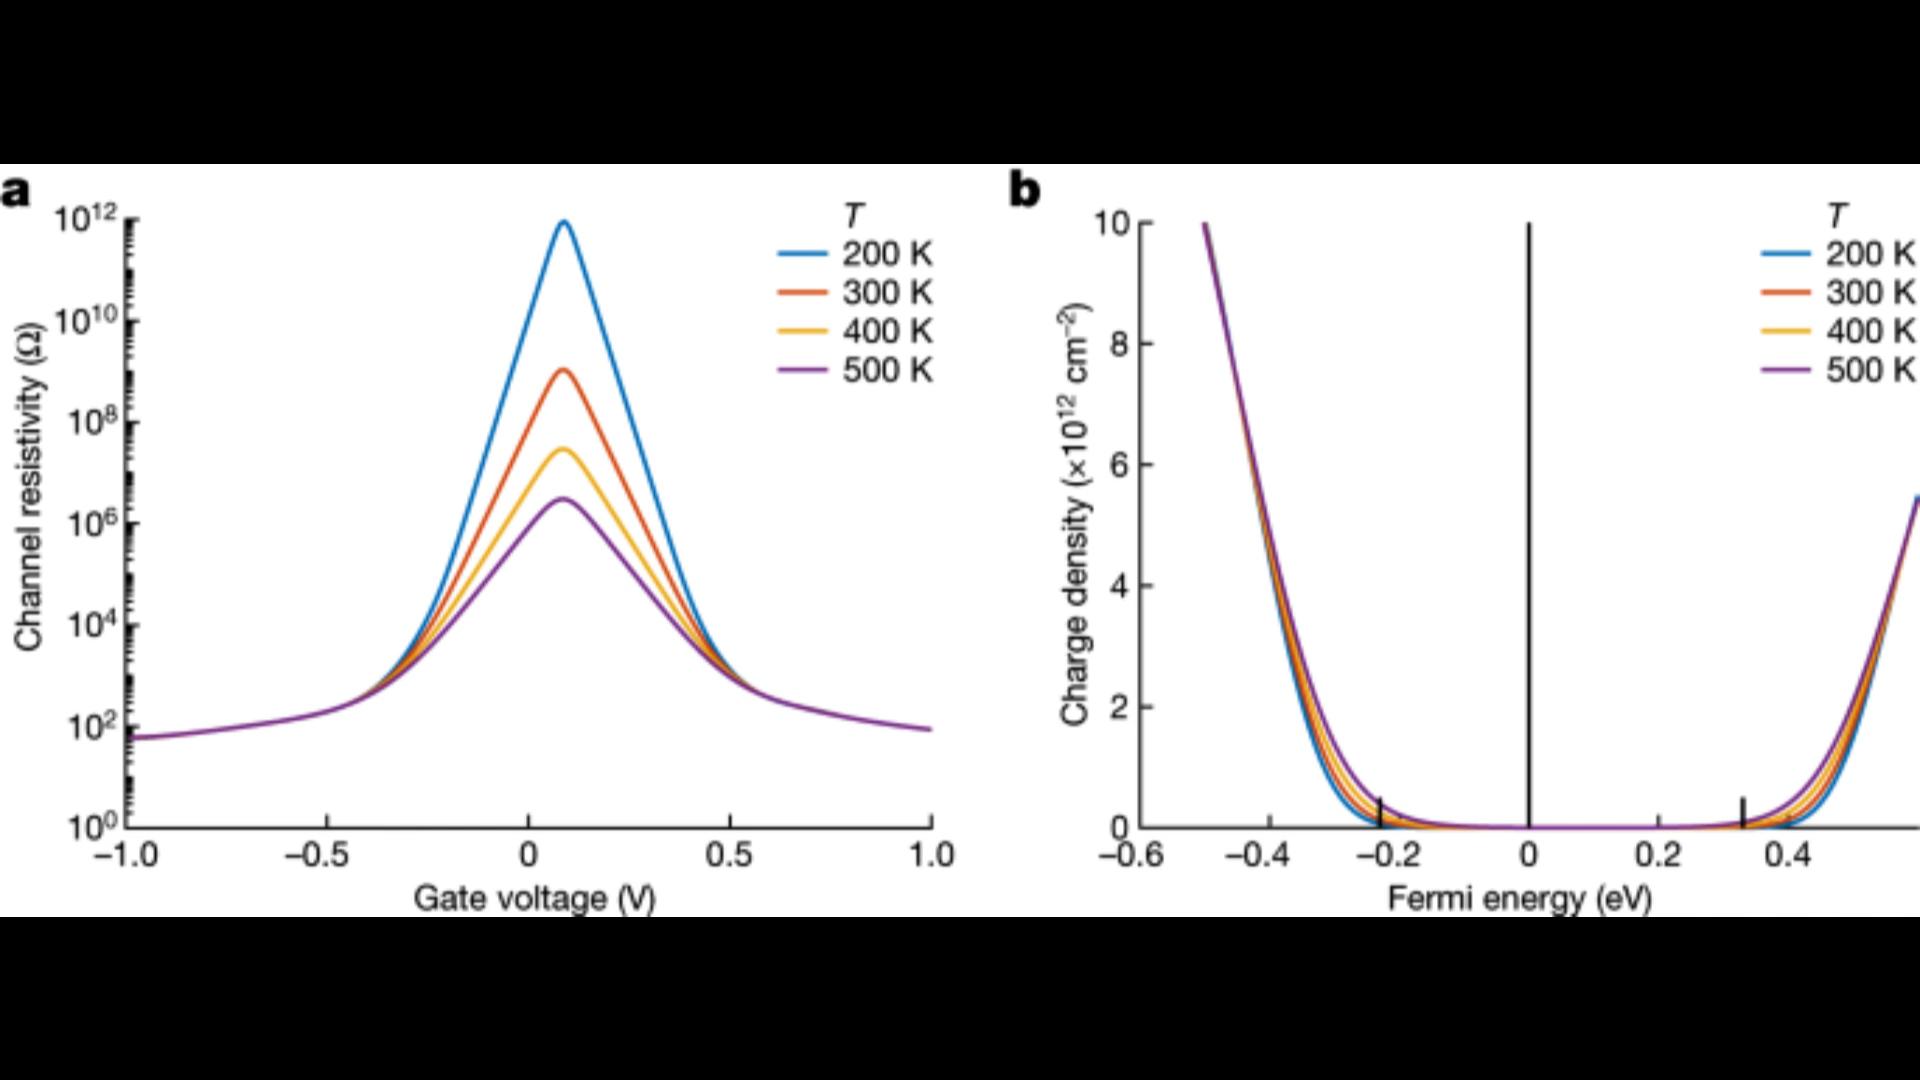 a
T
200 K
300 K
400 K
500 K
Channel resistivity (Ω)
10¹²
10¹⁰
10⁸
10⁶
10⁴
10²
10⁰
−1.0 −0.5 0 0.5 1.0
Gate voltage (V)
b
T
200 K
300 K
400 K
500 K
Charge density (×10¹² cm⁻²)
10
8
6
4
2
0
−0.6 −0.4 −0.2 0 0.2 0.4
Fermi energy (eV)